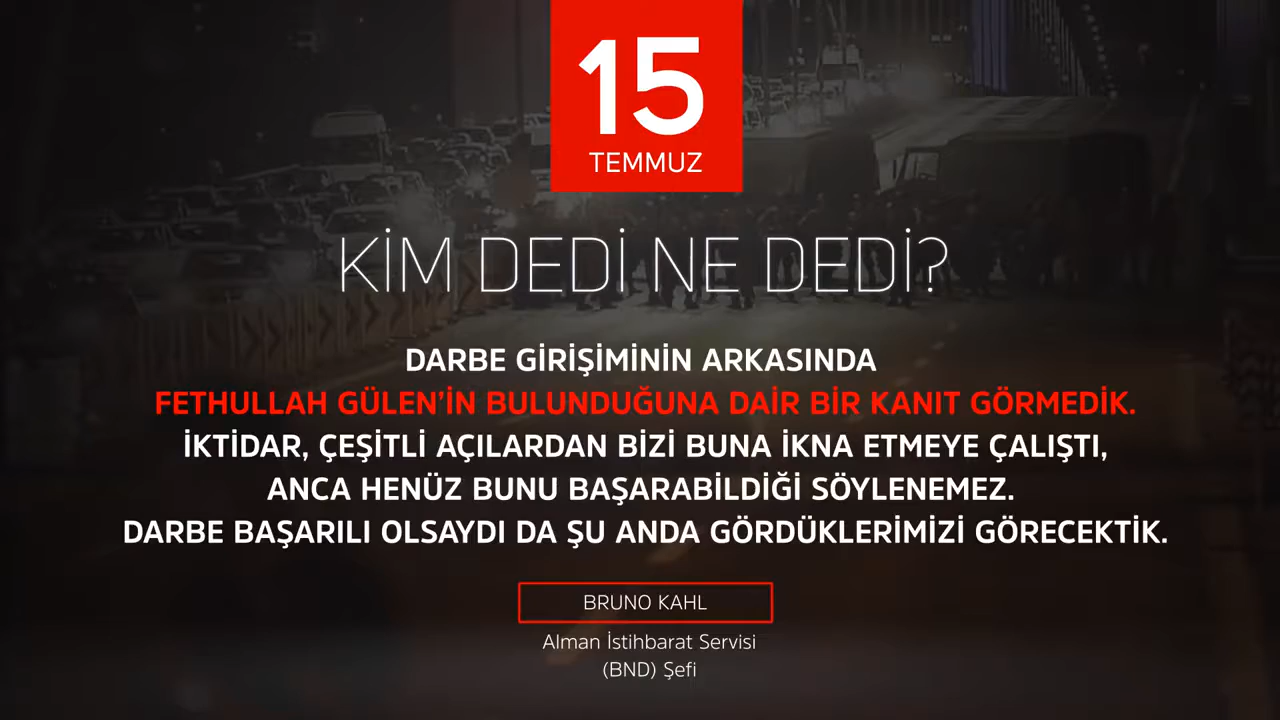 15
TEMMUZ
KİM DEDİ NE DEDİ?
DARBE GİRİŞİMİNİN ARKASINDA
FETHULLAH GÜLEN'İN BULUNDUĞUNA DAİR BİR KANIT GÖRMEDİK.
İKTİDAR, ÇEŞİTLİ AÇILARDAN BİZİ BUNA İKNA ETMEYE ÇALIŞTI,
ANCA HENÜZ BUNU BAŞARABİLDİĞİ SÖYLENEMEZ.
DARBE BAŞARILI OLSAYDI DA ŞU ANDA GÖRDÜKLERİMİZİ GÖRECEKTİK.
BRUNO KAHL
Alman İstihbarat Servisi
(BND) Şefi